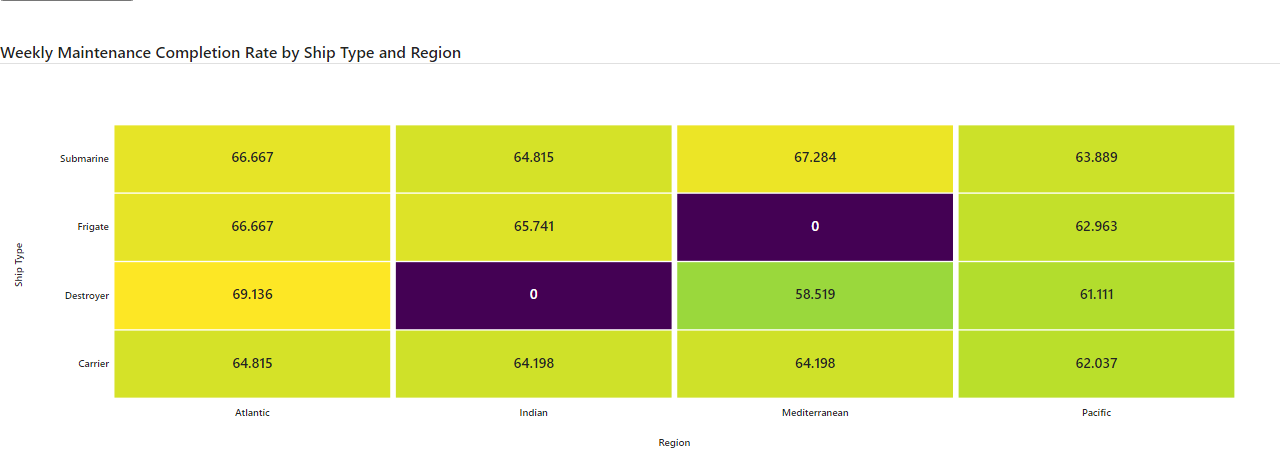 Weekly Maintenance Completion Rate by Ship Type and Region
Submarine 66.667 64.815 67.284 63.889
Frigate 66.667 65.741 0 62.963
Ship Type
Destroyer 69.136 0 58.519 61.111
Carrier 64.815 64.198 64.198 62.037
Atlantic Indian Mediterranean Pacific
Region